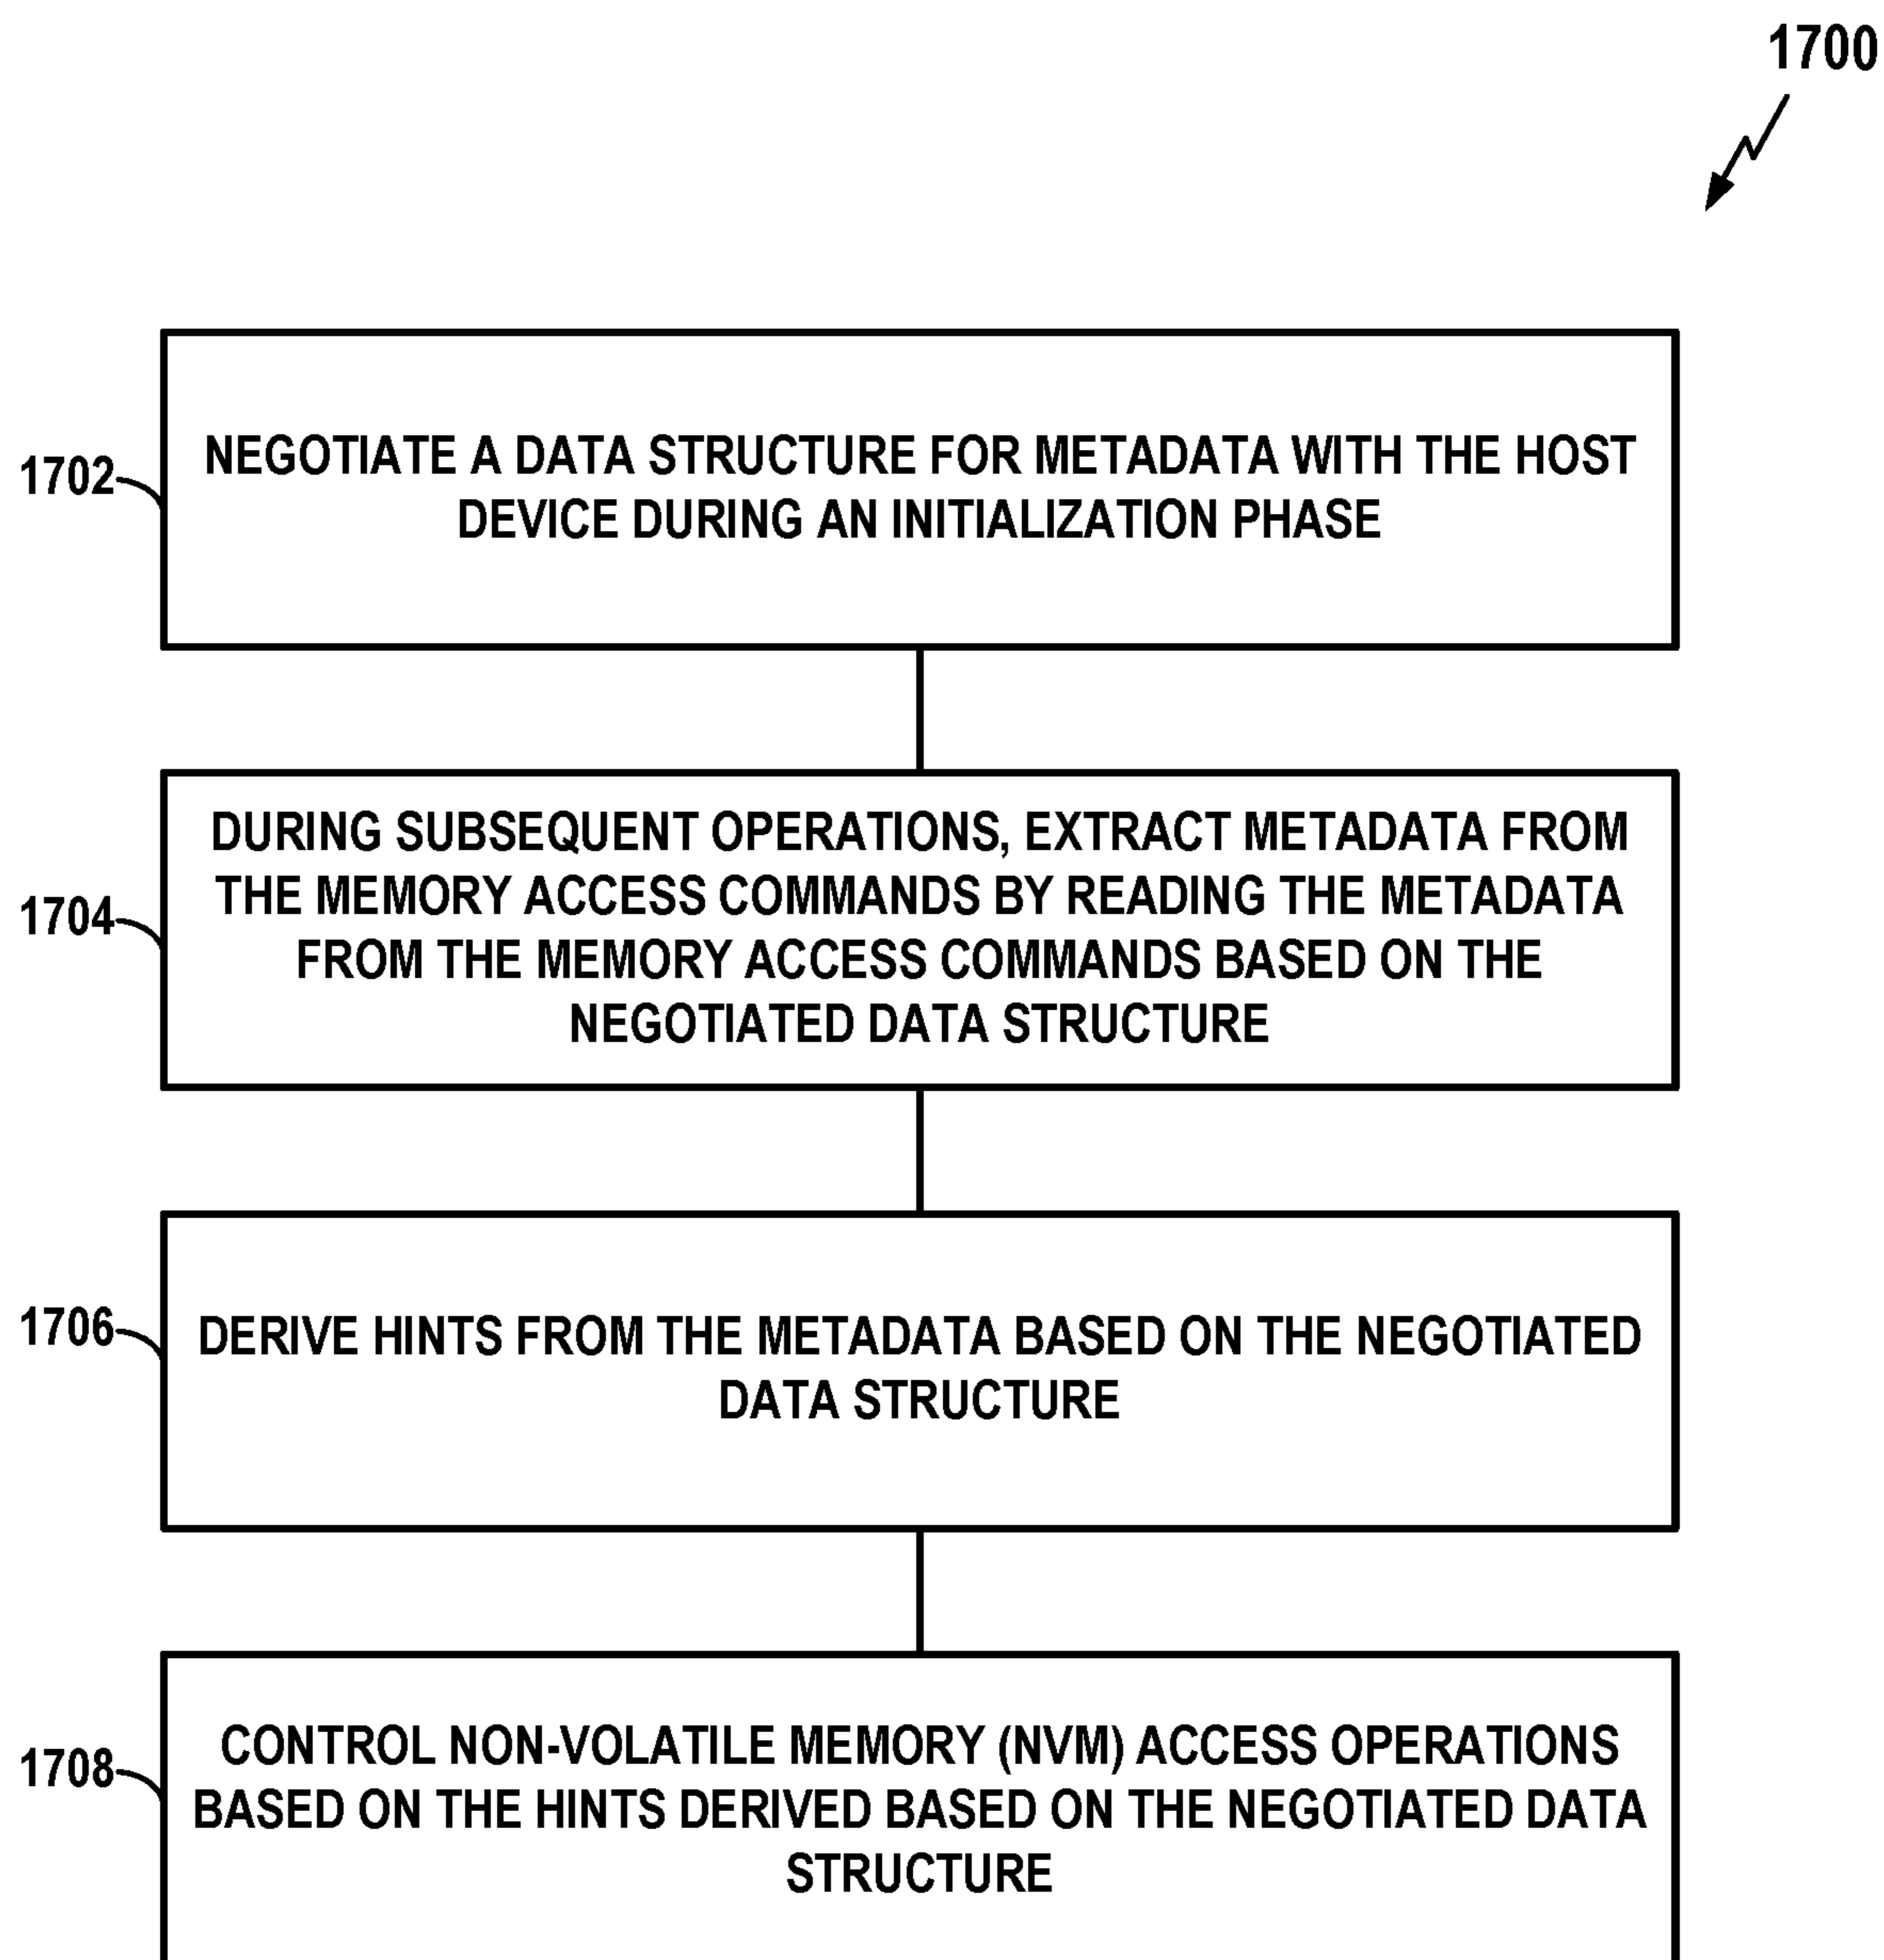 1700
1702
NEGOTIATE A DATA STRUCTURE FOR METADATA WITH THE HOST
DEVICE DURING AN INITIALIZATION PHASE
1704
DURING SUBSEQUENT OPERATIONS, EXTRACT METADATA FROM
THE MEMORY ACCESS COMMANDS BY READING THE METADATA
FROM THE MEMORY ACCESS COMMANDS BASED ON THE
NEGOTIATED DATA STRUCTURE
1706
DERIVE HINTS FROM THE METADATA BASED ON THE NEGOTIATED
DATA STRUCTURE
1708
CONTROL NON-VOLATILE MEMORY (NVM) ACCESS OPERATIONS
BASED ON THE HINTS DERIVED BASED ON THE NEGOTIATED DATA
STRUCTURE